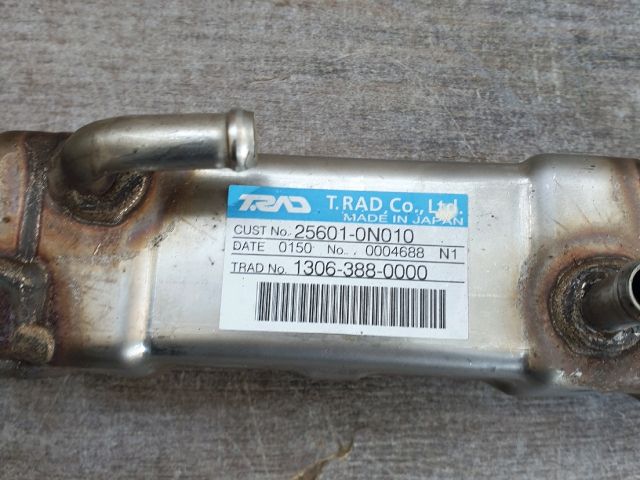 TRAD T.RAD Co., Ltd.
MADE IN JAPAN
CUST No. 25601-0N010
DATE 0150 No. 0004688 N1
TRAD No. 1306-388-0000